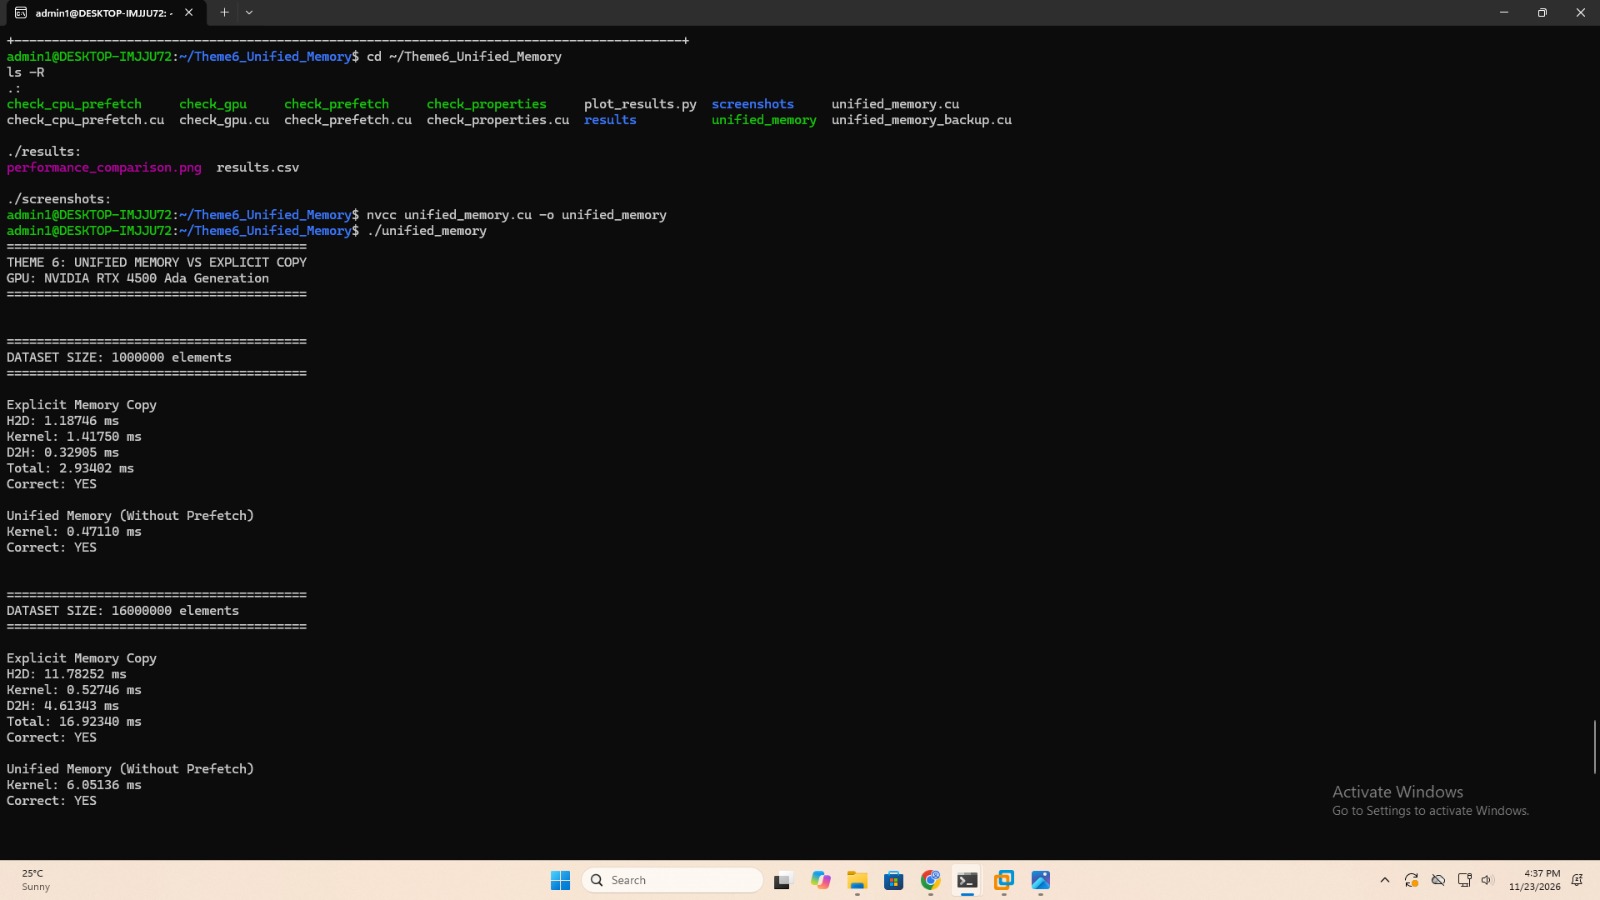 admin1@DESKTOP-IMJJU72: -
+-----------------------------------------------------------------------------------------+
admin1@DESKTOP-IMJJU72:~/Theme6_Unified_Memory$ cd ~/Theme6_Unified_Memory
ls -R
.:
check_cpu_prefetch check_gpu check_prefetch check_properties plot_results.py screenshots unified_memory.cu
check_cpu_prefetch.cu check_gpu.cu check_prefetch.cu check_properties.cu results unified_memory unified_memory_backup.cu
./results:
performance_comparison.png results.csv
./screenshots:
admin1@DESKTOP-IMJJU72:~/Theme6_Unified_Memory$ nvcc unified_memory.cu -o unified_memory
admin1@DESKTOP-IMJJU72:~/Theme6_Unified_Memory$ ./unified_memory
========================================
THEME 6: UNIFIED MEMORY VS EXPLICIT COPY
GPU: NVIDIA RTX 4500 Ada Generation
========================================
========================================
DATASET SIZE: 1000000 elements
========================================
Explicit Memory Copy
H2D: 1.18746 ms
Kernel: 1.41750 ms
D2H: 0.32905 ms
Total: 2.93402 ms
Correct: YES
Unified Memory (Without Prefetch)
Kernel: 0.47110 ms
Correct: YES
========================================
DATASET SIZE: 16000000 elements
========================================
Explicit Memory Copy
H2D: 11.78252 ms
Kernel: 0.52746 ms
D2H: 4.61343 ms
Total: 16.92340 ms
Correct: YES
Unified Memory (Without Prefetch)
Kernel: 6.05136 ms
Correct: YES
Activate Windows
Go to Settings to activate Windows.
25°C
Sunny
Search
4:37 PM
11/23/2026